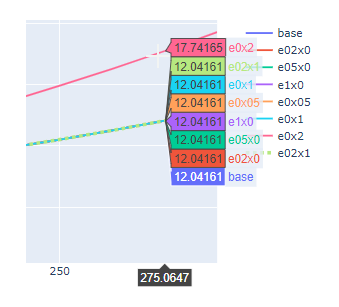 17.74165 e0x2
12.04161 e02x1
12.04161 e0x1
12.04161 e0x05
12.04161 e1x0
12.04161 e05x0
12.04161 e02x0
12.04161 base
base
e02x0
e05x0
e1x0
e0x05
e0x1
e0x2
e02x1
250
275.0647